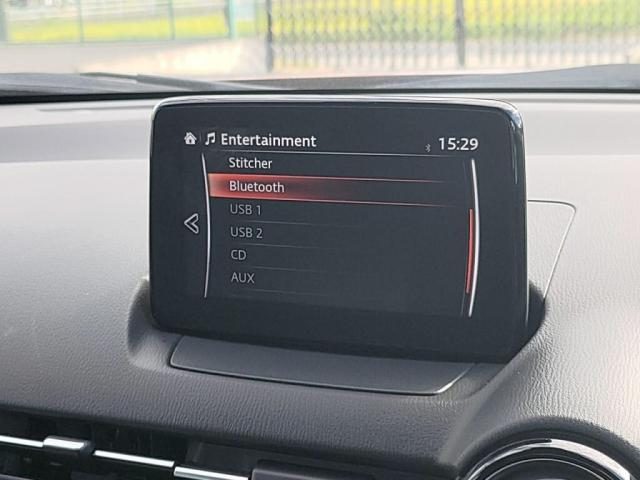 Entertainment 15:29
Stitcher
Bluetooth
USB 1
USB 2
CD
AUX